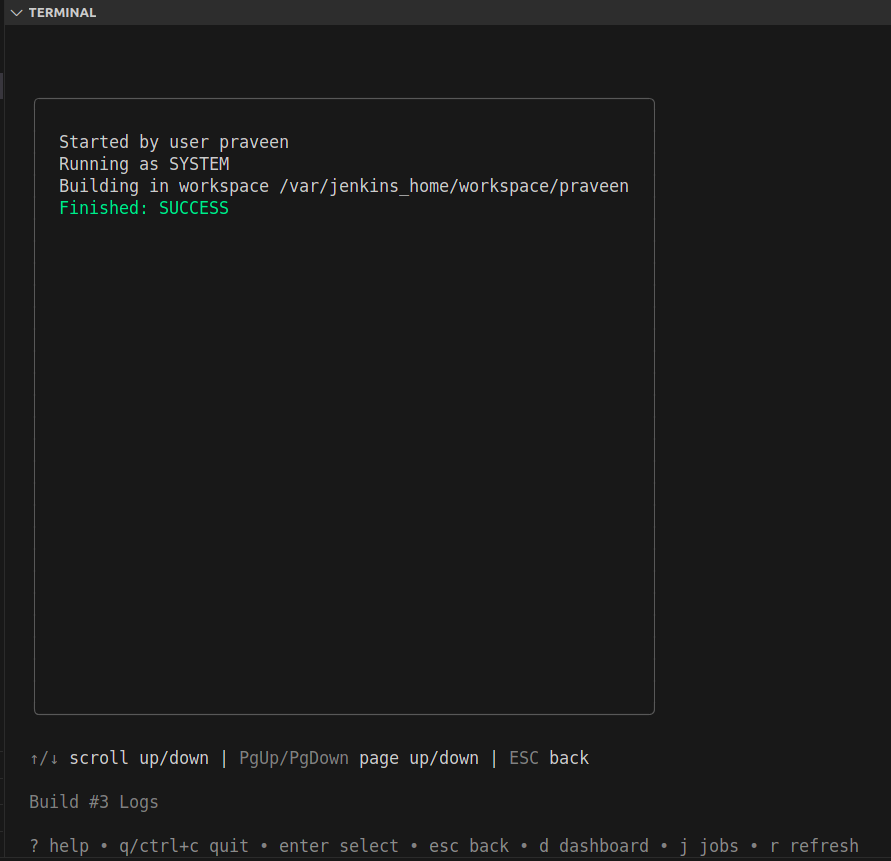 TERMINAL
Started by user praveen
Running as SYSTEM
Building in workspace /var/jenkins_home/workspace/praveen
Finished: SUCCESS
↑/↓ scroll up/down | PgUp/PgDown page up/down | ESC back
Build #3 Logs
? help • q/ctrl+c quit • enter select • esc back • d dashboard • j jobs • r refresh